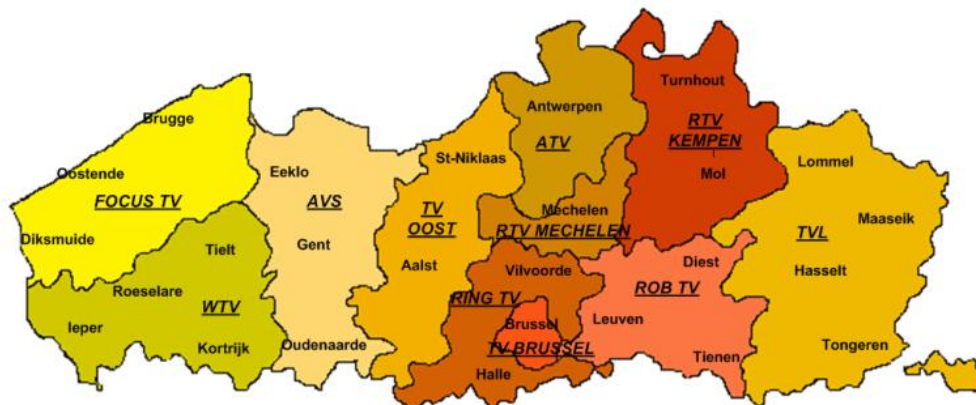 Brugge
Oostende
FOCUS TV
Diksmuide
Tielt
Roeselare
WTV
Ieper
Kortrijk
Eeklo
AVS
Gent
Oudenaarde
St-Niklaas
TV
OOST
Aalst
Antwerpen
ATV
Mechelen
RTV MECHELEN
Vilvoorde
RING TV
Brussel
TV BRUSSEL
Halle
Turnhout
RTV
KEMPEN
Mol
Diest
ROB TV
Leuven
Tienen
Lommel
Maaseik
TVL
Hasselt
Tongeren